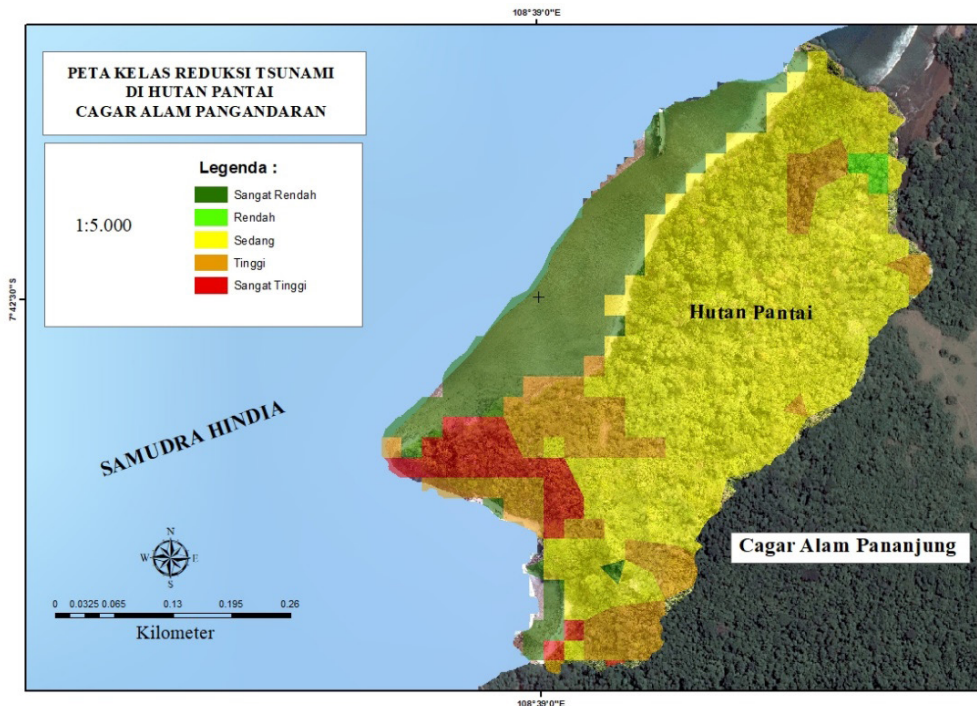 108°39'0"E
PETA KELAS REDUKSI TSUNAMI
DI HUTAN PANTAI
CAGAR ALAM PANGANDARAN
Legenda :
1:5.000
Sangat Rendah
Rendah
Sedang
Tinggi
Sangat Tinggi
7°42'30"S
Hutan Pantai
SAMUDRA HINDIA
Cagar Alam Pananjung
N
W E
S
0 0.0325 0.065 0.13 0.195 0.26
Kilometer
108°39'0"E